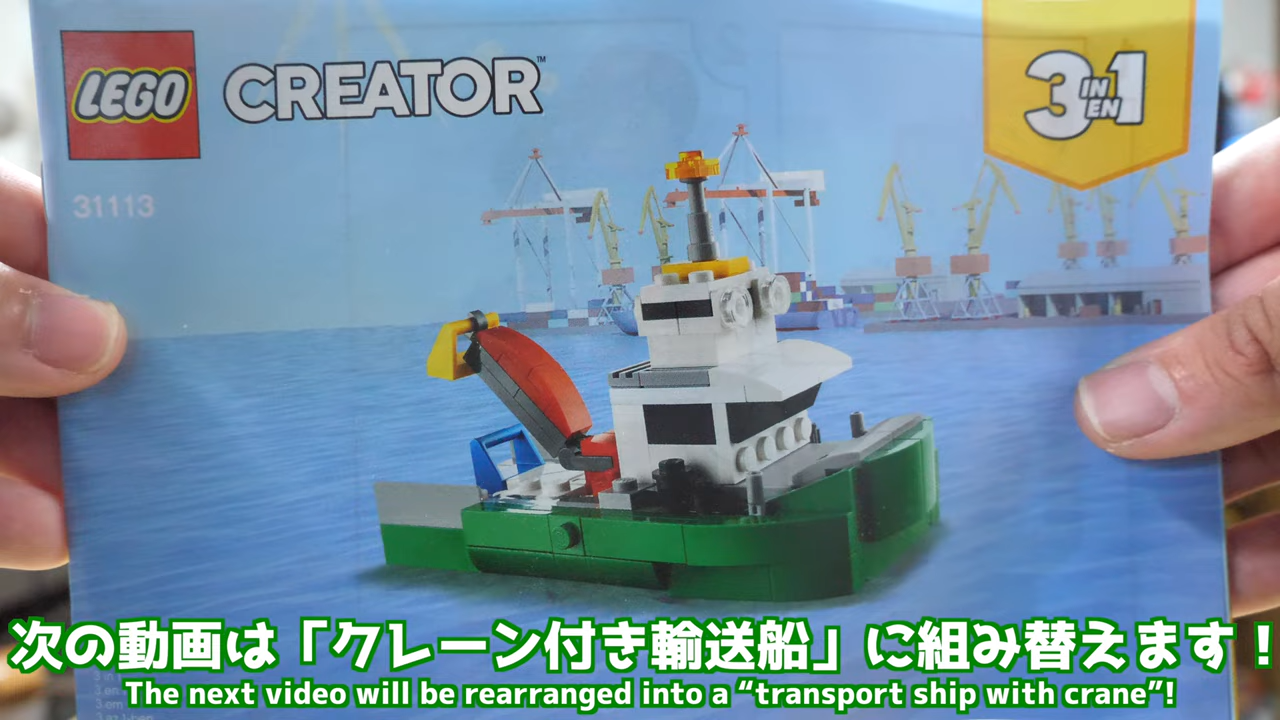 LEGO
CREATOR™
3 IN EN 1
31113
次の動画は「クレーン付き輸送船」に組み替えます！
The next video will be rearranged into a “transport ship with crane”!